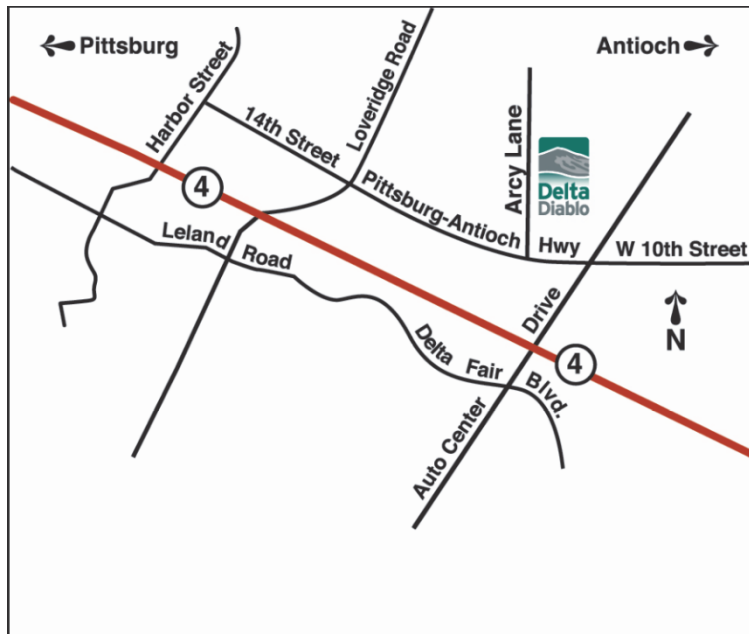 Pittsburg
Antioch
Harbor Street
Loveridge Road
14th Street
Arcy Lane
Delta
Diablo
4
Pittsburg-Antioch Hwy
W 10th Street
Leland Road
Drive
N
Delta Fair Blvd.
4
Auto Center